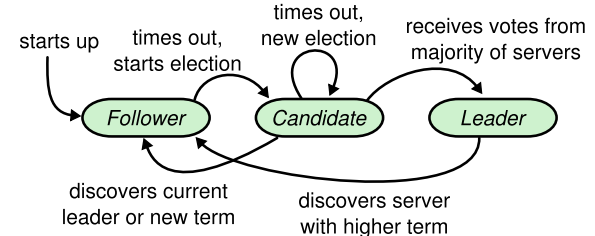 starts up
times out,
starts election
times out,
new election
receives votes from
majority of servers
Follower
Candidate
Leader
discovers current
leader or new term
discovers server
with higher term